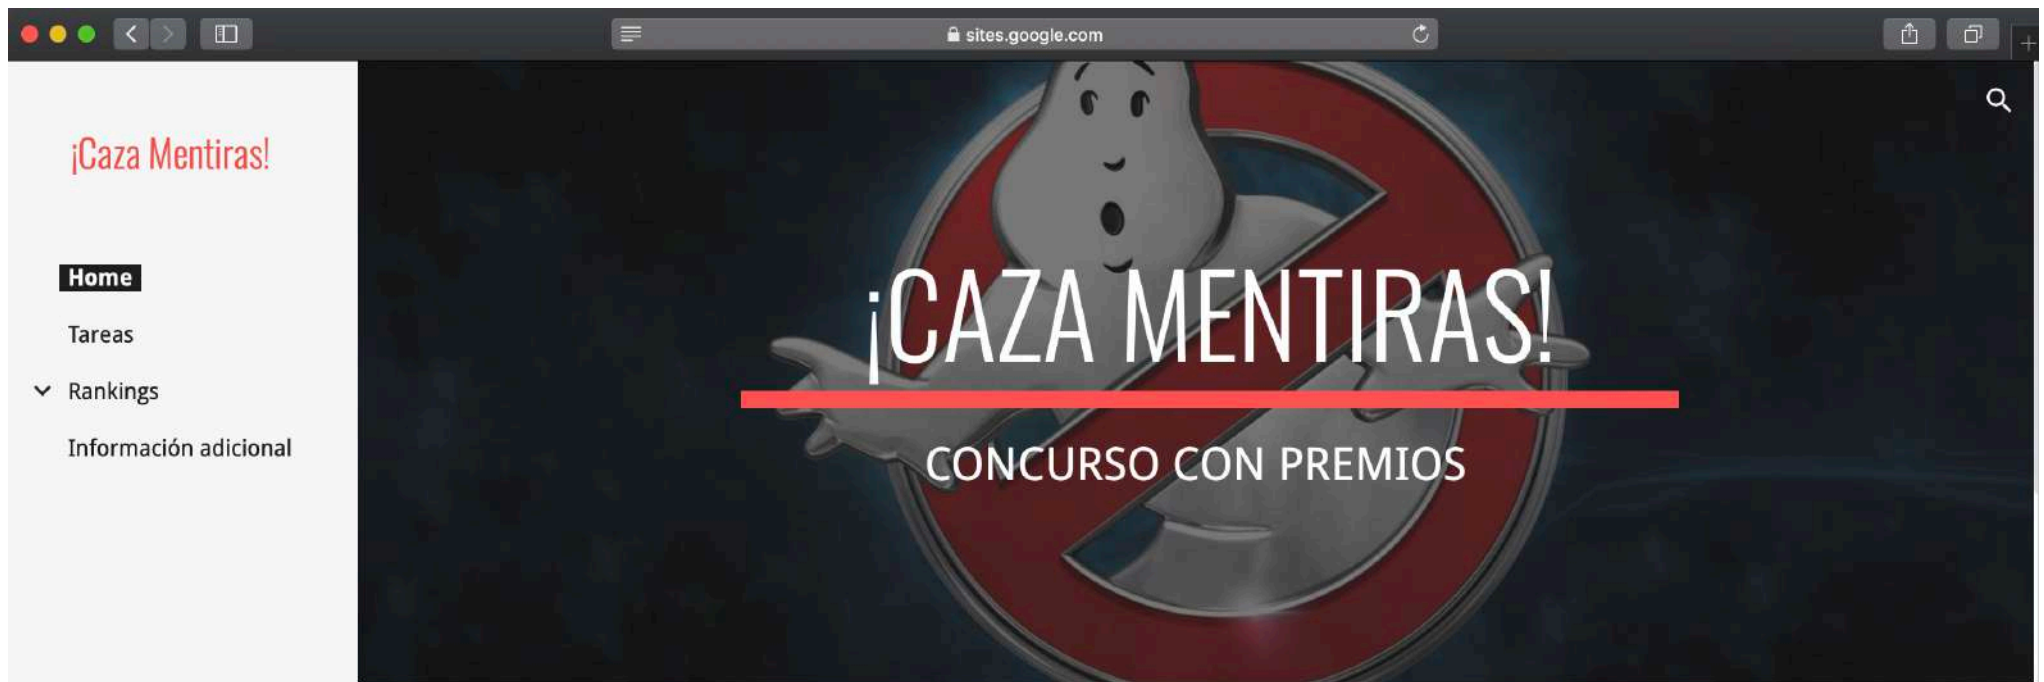 sites.google.com
¡Caza Mentiras!
Home
Tareas
Rankings
Información adicional
¡CAZA MENTIRAS!
CONCURSO CON PREMIOS